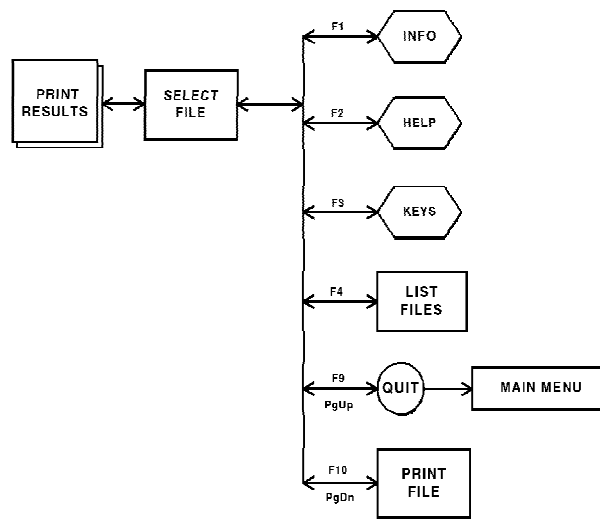 F1
INFO
PRINT
RESULTS
SELECT
FILE
F2
HELP
F3
KEYS
F4
LIST
FILES
F9
PgUp
QUIT
MAIN MENU
F10
PgDn
PRINT
FILE